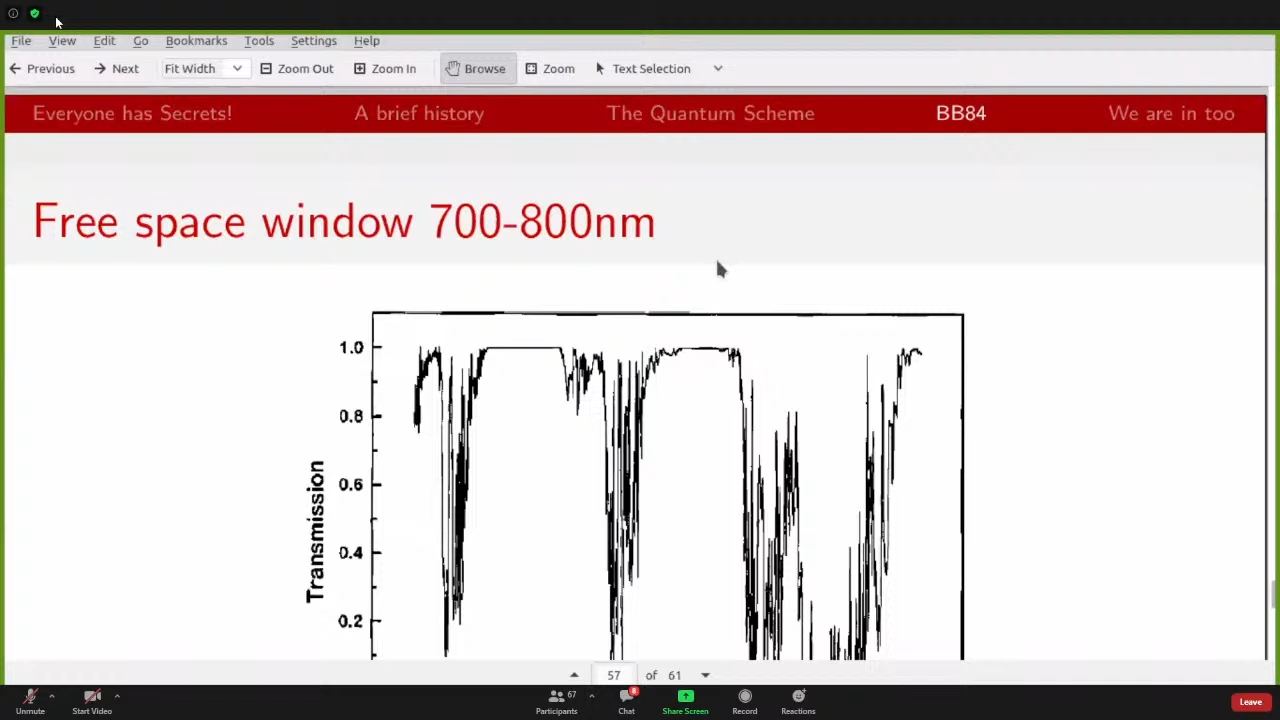 File View Edit Go Bookmarks Tools Settings Help
Previous Next Fit Width Zoom Out Zoom In Browse Zoom Text Selection
Everyone has Secrets! A brief history The Quantum Scheme BB84 We are in too
Free space window 700-800nm
1.0
0.8
0.6
0.4
0.2
Transmission
57 of 61
67
8
Unmute Start Video Participants Chat Share Screen Record Reactions Leave